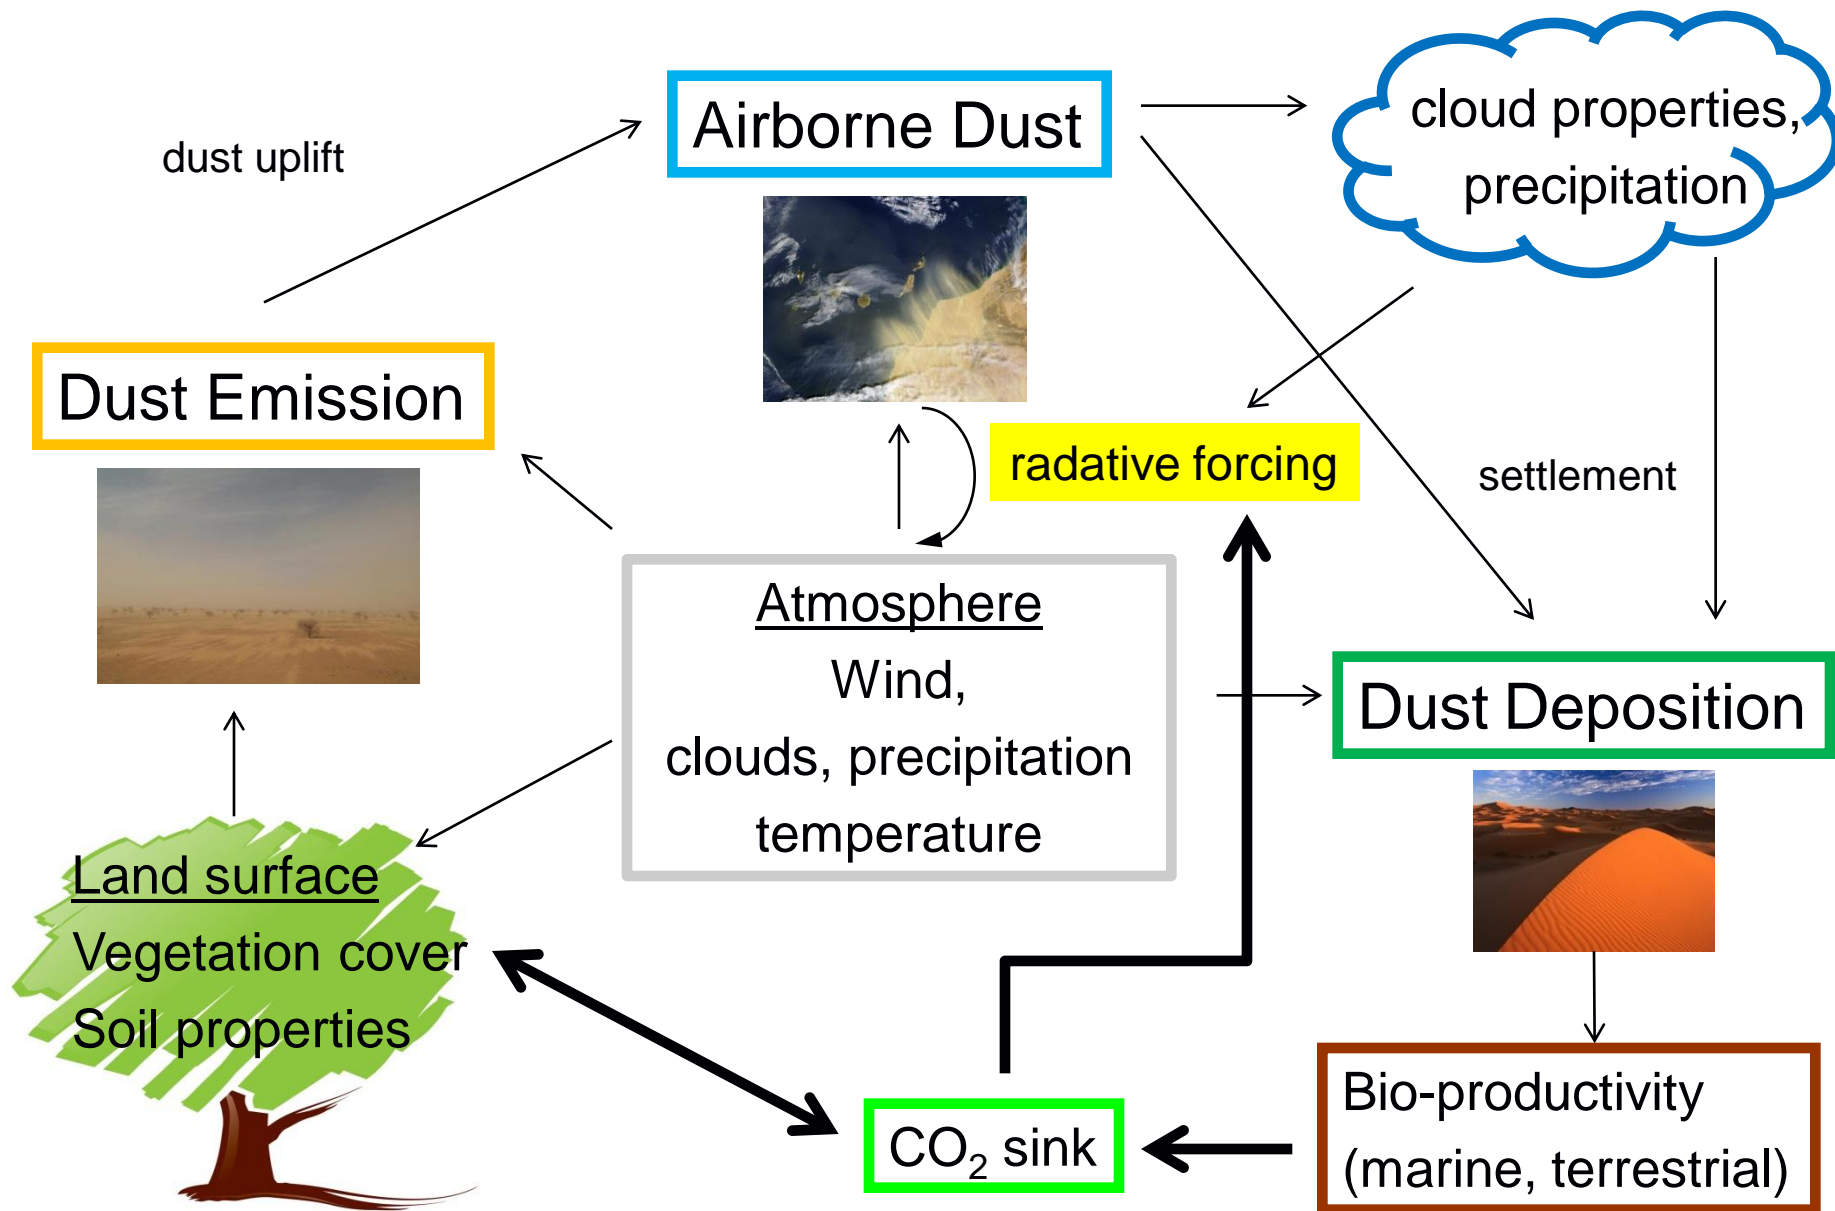 Airborne Dust
cloud properties,
precipitation
dust uplift
Dust Emission
radative forcing
settlement
Atmosphere
Wind,
clouds, precipitation
temperature
Dust Deposition
Land surface
Vegetation cover
Soil properties
CO₂ sink
Bio-productivity
(marine, terrestrial)